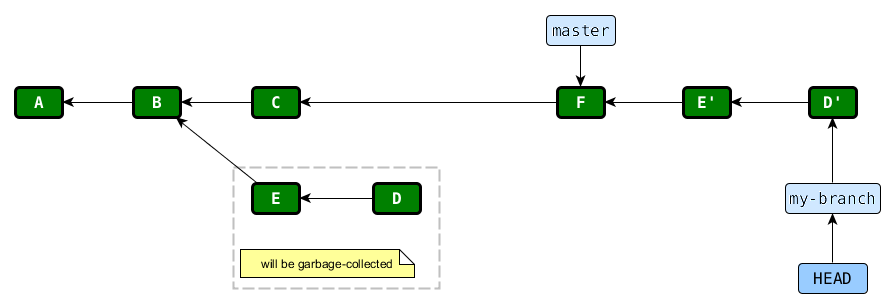 master
A B C F E' D'
E D
my-branch
will be garbage-collected
HEAD